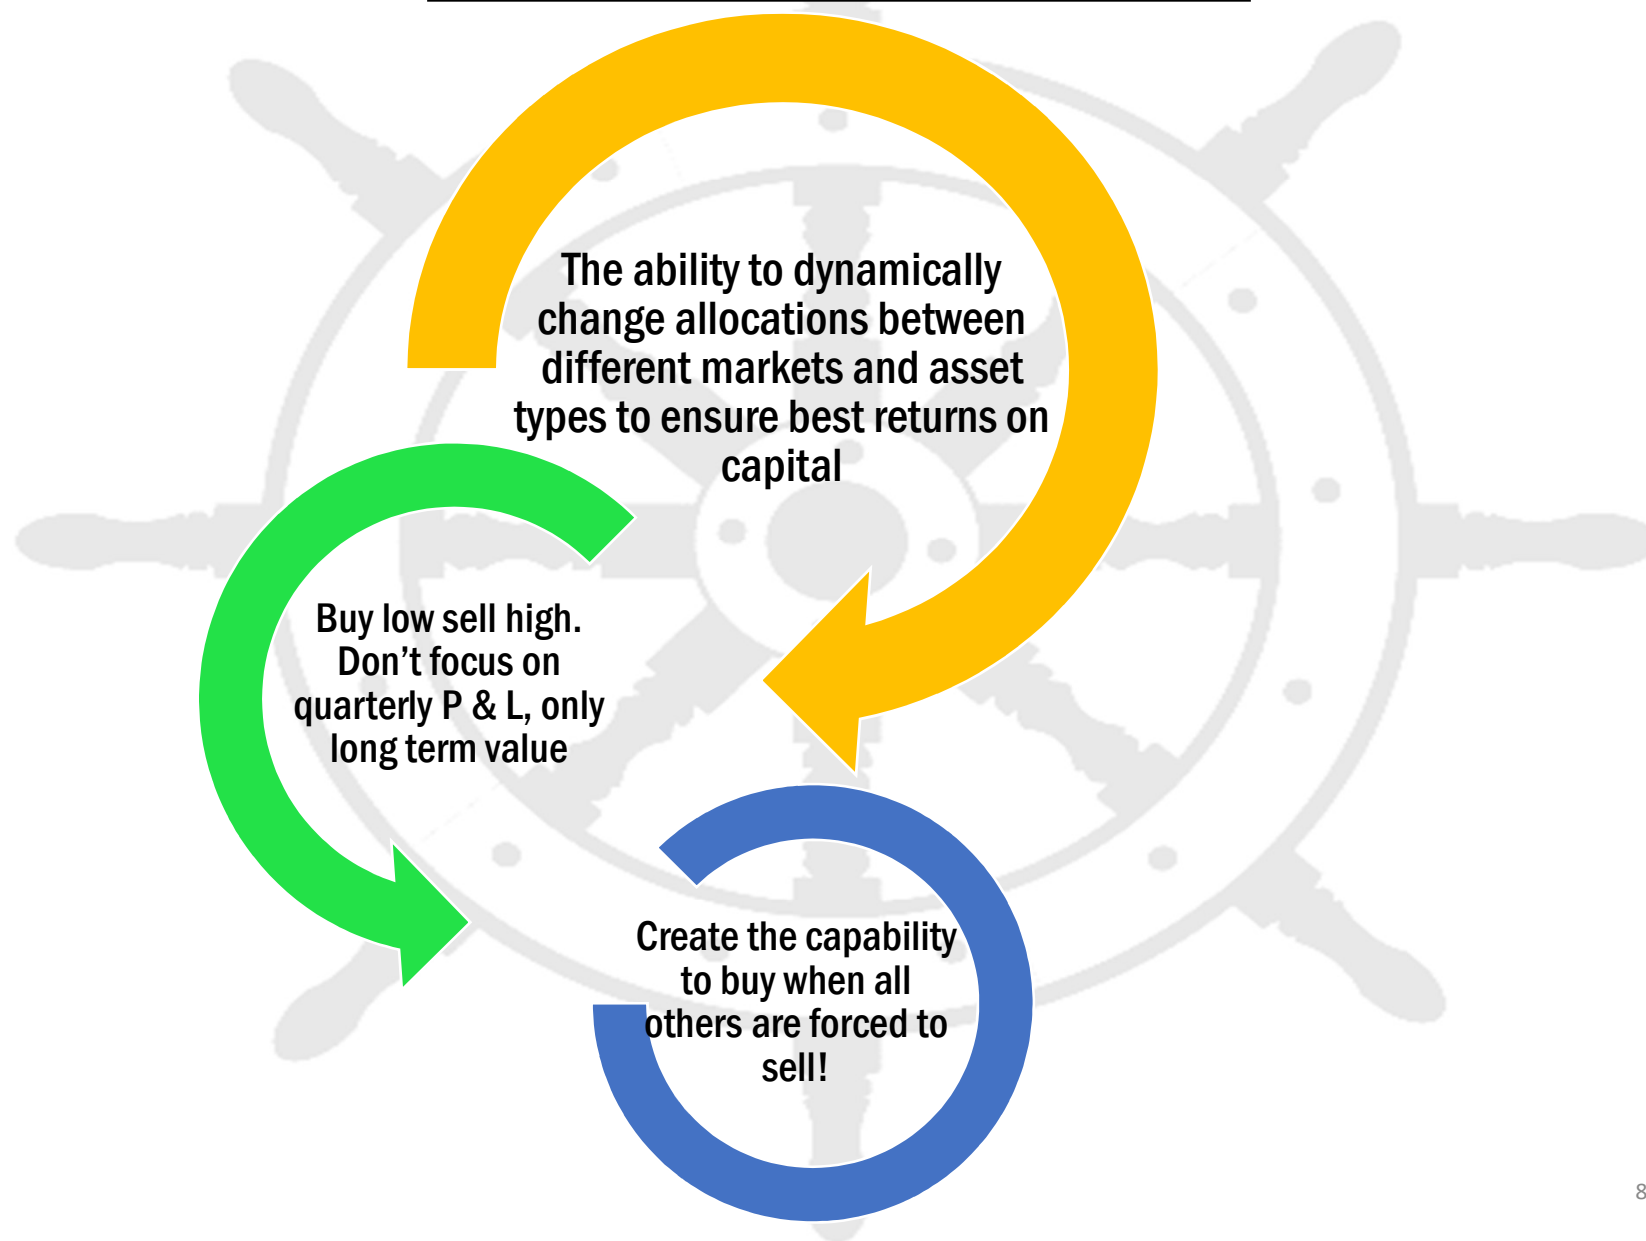 The ability to dynamically
change allocations between
different markets and asset
types to ensure best returns on
capital
Buy low sell high.
Don’t focus on
quarterly P & L, only
long term value
Create the capability
to buy when all
others are forced to
sell!
8